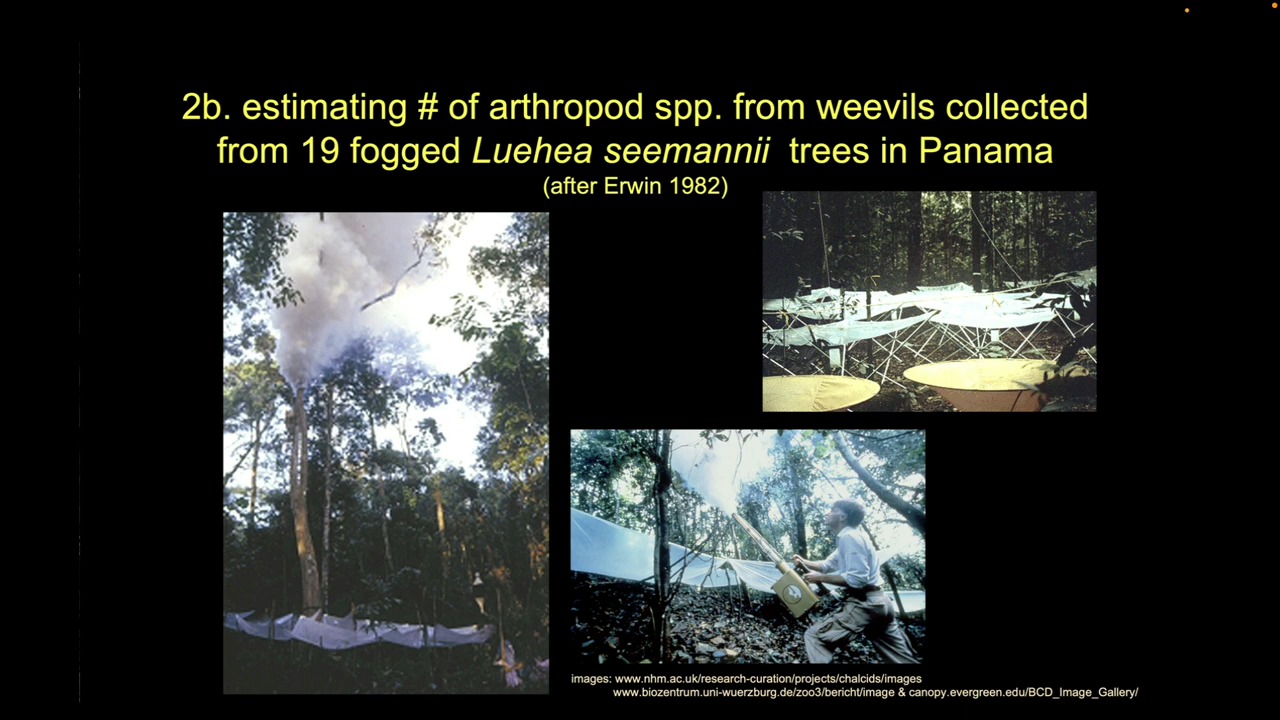 2b. estimating # of arthropod spp. from weevils collected
from 19 fogged Luehea seemannii trees in Panama
(after Erwin 1982)
images: www.nhm.ac.uk/research-curation/projects/chalcids/images
www.biozentrum.uni-wuerzburg.de/zoo3/bericht/image & canopy.evergreen.edu/BCD_Image_Gallery/